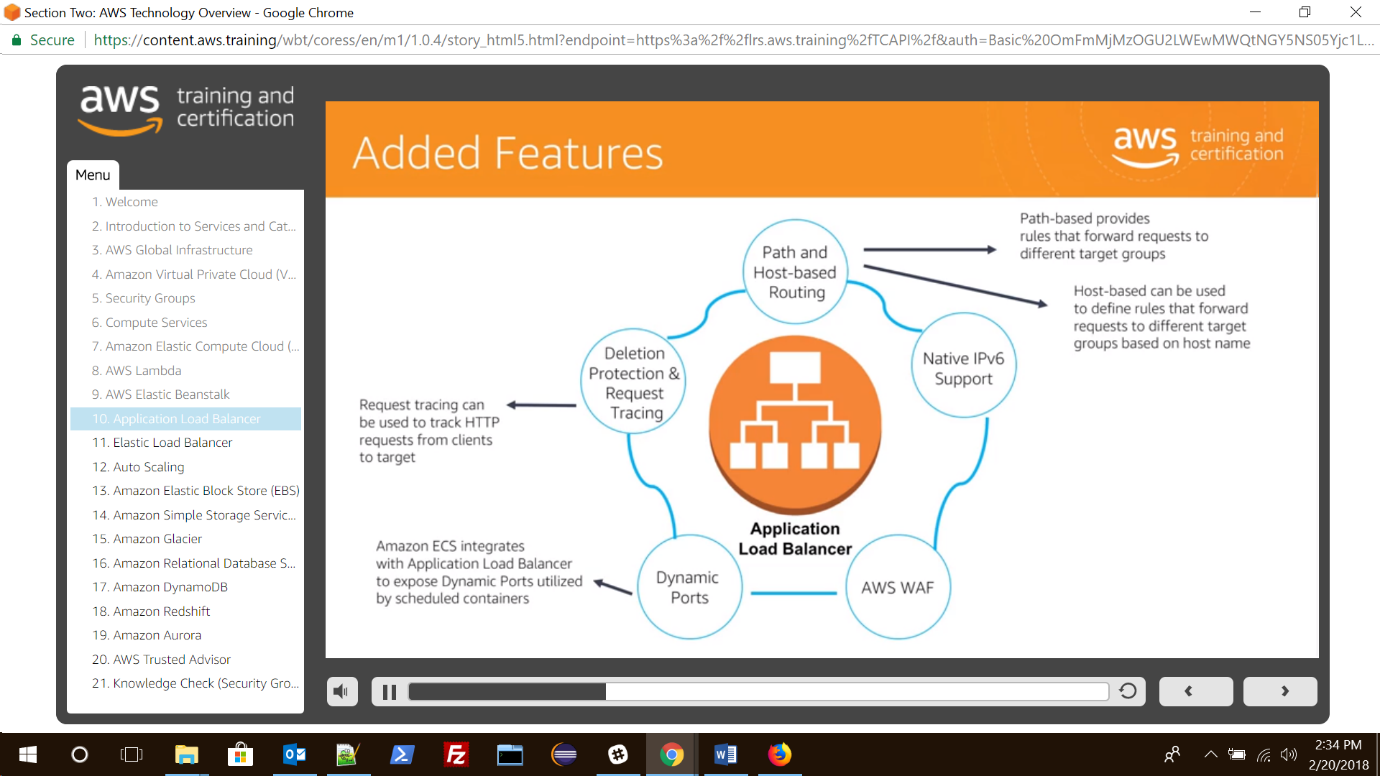 Section Two: AWS Technology Overview - Google Chrome
Secure
https://content.aws.training/wbt/coress/en/m1/1.0.4/story_html5.html?endpoint=https%3a%2f%2flrs.aws.training%2fTCAPI%2f&auth=Basic%20OmFmMjMzOGU2LWEwMWQtNGY5NS05Yjc1L...
aws training and
certification
Menu
1. Welcome
2. Introduction to Services and Cat...
3. AWS Global Infrastructure
4. Amazon Virtual Private Cloud (V...
5. Security Groups
6. Compute Services
7. Amazon Elastic Compute Cloud (...
8. AWS Lambda
9. AWS Elastic Beanstalk
10. Application Load Balancer
11. Elastic Load Balancer
12. Auto Scaling
13. Amazon Elastic Block Store (EBS)
14. Amazon Simple Storage Servic...
15. Amazon Glacier
16. Amazon Relational Database S...
17. Amazon DynamoDB
18. Amazon Redshift
19. Amazon Aurora
20. AWS Trusted Advisor
21. Knowledge Check (Security Gro...
Added Features
aws training and
certification
Path and
Host-based
Routing
Path-based provides
rules that forward requests to
different target groups
Host-based can be used
to define rules that forward
requests to different target
groups based on host name
Native IPv6
Support
Deletion
Protection &
Request
Tracing
Request tracing can
be used to track HTTP
requests from clients
to target
Application
Load Balancer
Amazon ECS integrates
with Application Load Balancer
to expose Dynamic Ports utilized
by scheduled containers
Dynamic
Ports
AWS WAF
2:34 PM
2/20/2018